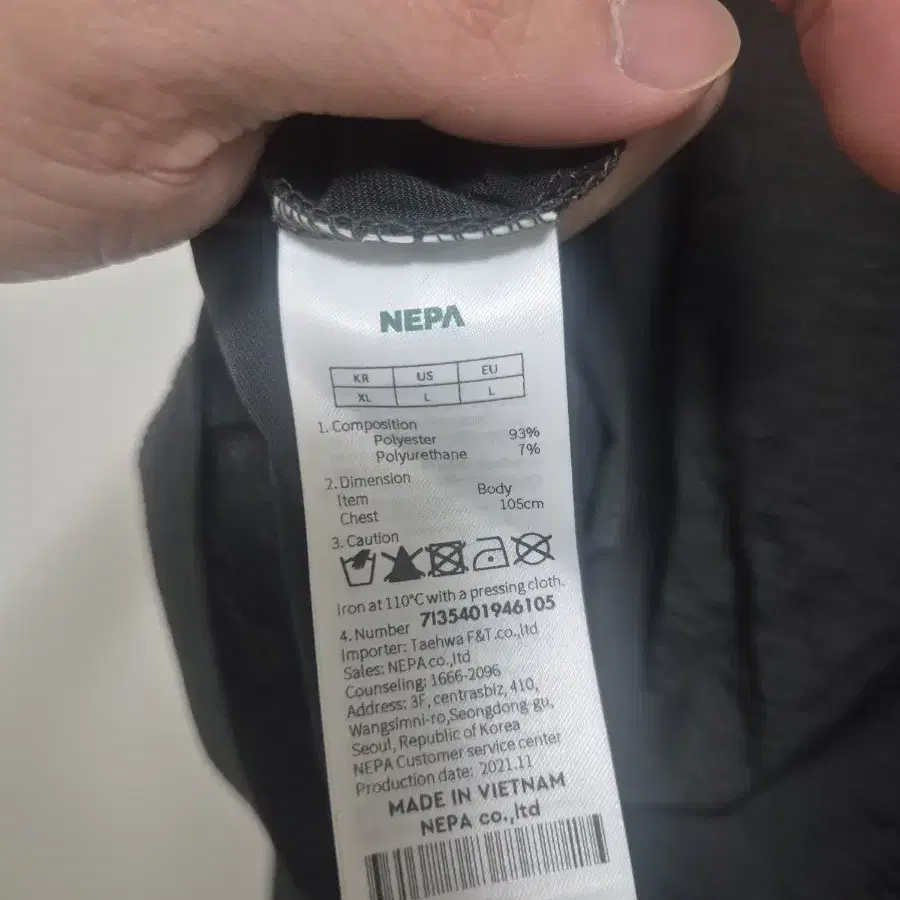 NEPA
KR US EU
XL L L
1. Composition
Polyester 93%
Polyurethane 7%
2. Dimension
Item Body
Chest 105cm
3. Caution
Iron at 110°C with a pressing cloth.
4. Number 7135401946105
Importer: Taehwa F&T.co.,ltd
Sales: NEPA co.,ltd
Counseling: 1666-2096
Address: 3F, centrasbiz, 410,
Wangsimni-ro,Seongdong-gu,
Seoul, Republic of Korea
NEPA Customer service center
Production date: 2021.11
MADE IN VIETNAM
NEPA co.,ltd